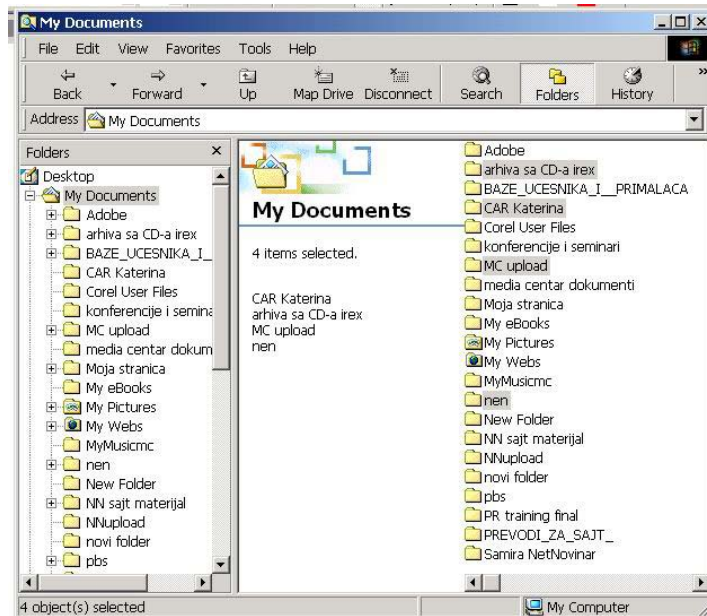 My Documents
File Edit View Favorites Tools Help
Back Forward Up Map Drive Disconnect Search Folders History »
Address My Documents
Folders
Desktop
My Documents
Adobe
arhiva sa CD-a irex
BAZE_UCESNIKA_I_
CAR Katerina
Corel User Files
konferencije i semina
MC upload
media centar dokum
Moja stranica
My eBooks
My Pictures
My Webs
MyMusicmc
nen
New Folder
NN sajt materijal
NNupload
novi folder
pbs
My Documents
4 items selected.
CAR Katerina
arhiva sa CD-a irex
MC upload
nen
Adobe
arhiva sa CD-a irex
BAZE_UCESNIKA_I__PRIMALACA
CAR Katerina
Corel User Files
konferencije i seminari
MC upload
media centar dokumenti
Moja stranica
My eBooks
My Pictures
My Webs
MyMusicmc
nen
New Folder
NN sajt materijal
NNupload
novi folder
pbs
PR training final
PREVODI_ZA_SAJT_
Samira NetNovinar
4 object(s) selected
My Computer